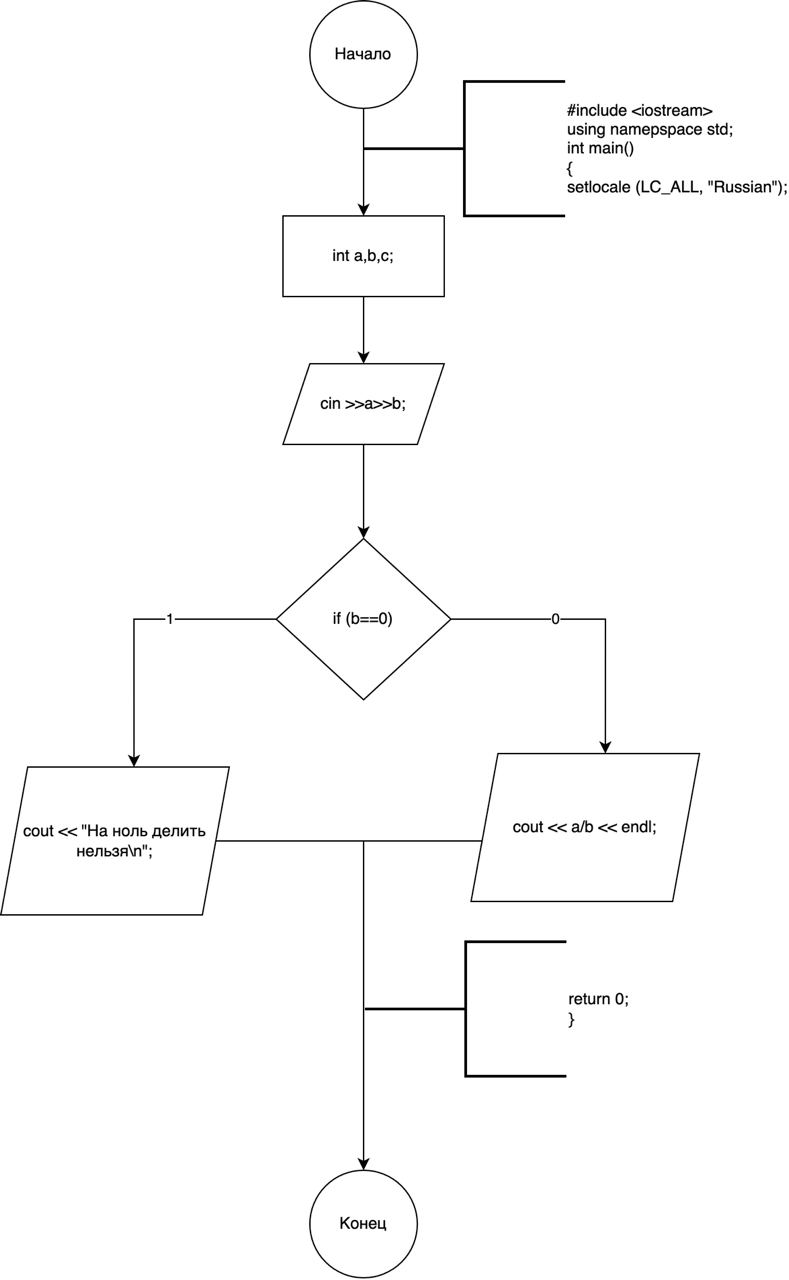 Начало
#include <iostream>
using namepspace std;
int main()
{
setlocale (LC_ALL, "Russian");
int a,b,c;
cin >>a>>b;
if (b==0)
1
0
cout << "На ноль делить
нельзя\n";
cout << a/b << endl;
return 0;
}
Конец